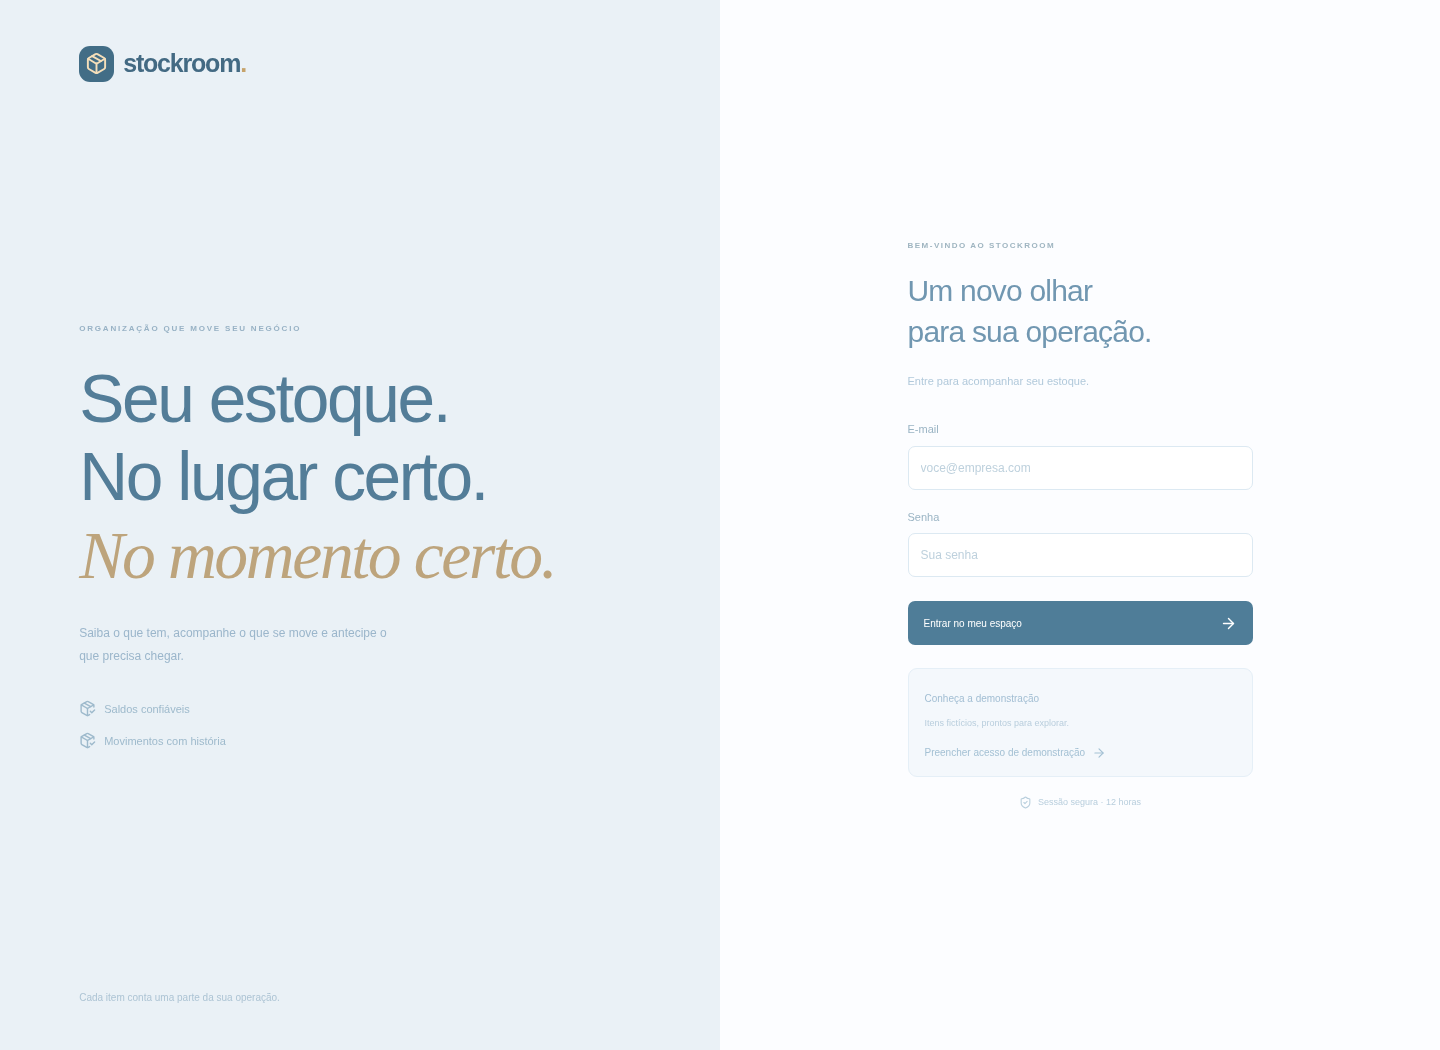 stockroom.
ORGANIZAÇÃO QUE MOVE SEU NEGÓCIO
Seu estoque.
No lugar certo.
No momento certo.
Saiba o que tem, acompanhe o que se move e antecipe o
que precisa chegar.
Saldos confiáveis
Movimentos com história
Cada item conta uma parte da sua operação.
BEM-VINDO AO STOCKROOM
Um novo olhar
para sua operação.
Entre para acompanhar seu estoque.
E-mail
voce@empresa.com
Senha
Sua senha
Entrar no meu espaço
Conheça a demonstração
Itens fictícios, prontos para explorar.
Preencher acesso de demonstração
Sessão segura · 12 horas